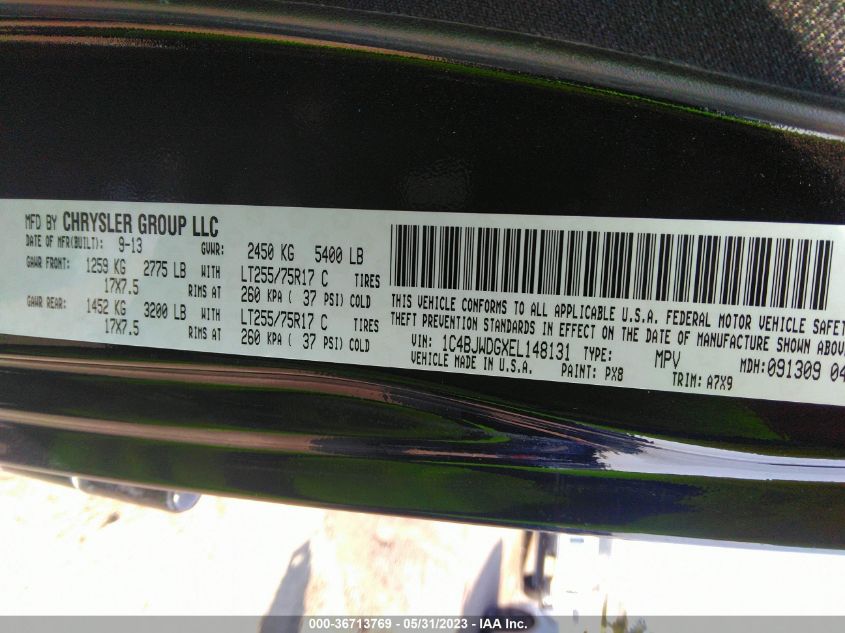 MFD BY CHRYSLER GROUP LLC
DATE OF MFR(BUILT): 9-13 GVWR: 2450 KG 5400 LB
GAWR FRONT: 1259 KG 2775 LB WITH LT255/75R17 C TIRES
17X7.5 RIMS AT 260 KPA ( 37 PSI) COLD
GAWR REAR: 1452 KG 3200 LB WITH LT255/75R17 C TIRES
17X7.5 RIMS AT 260 KPA ( 37 PSI) COLD
THIS VEHICLE CONFORMS TO ALL APPLICABLE U.S.A. FEDERAL MOTOR VEHICLE SAFET
THEFT PREVENTION STANDARDS IN EFFECT ON THE DATE OF MANUFACTURE SHOWN ABOV
VIN: 1C4BJWDGXEL148131 TYPE: MPV MDH:091309 04
VEHICLE MADE IN U.S.A. PAINT: PX8 TRIM: A7X9
000-36713769 - 05/31/2023 - IAA Inc.